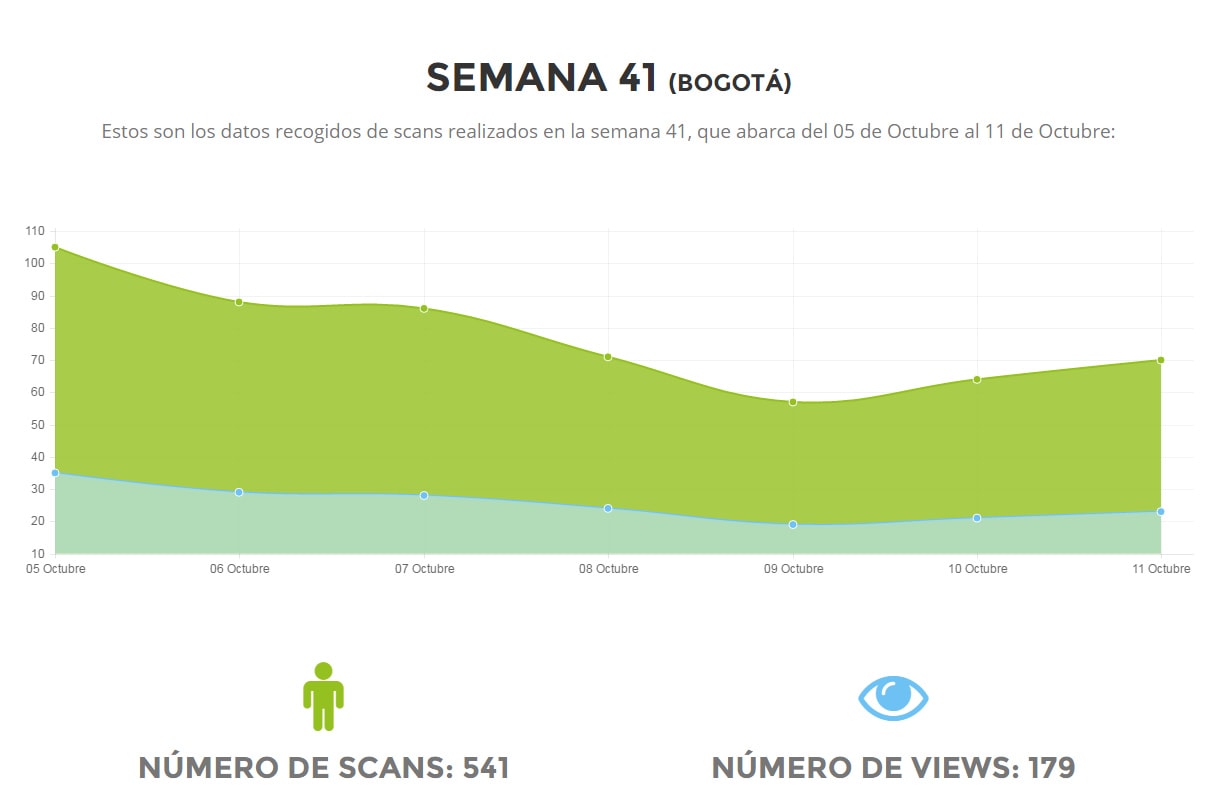 SEMANA 41 (BOGOTÁ)
Estos son los datos recogidos de scans realizados en la semana 41, que abarca del 05 de Octubre al 11 de Octubre:
110
100
90
80
70
60
50
40
30
20
10
05 Octubre 06 Octubre 07 Octubre 08 Octubre 09 Octubre 10 Octubre 11 Octubre
NÚMERO DE SCANS: 541 NÚMERO DE VIEWS: 179